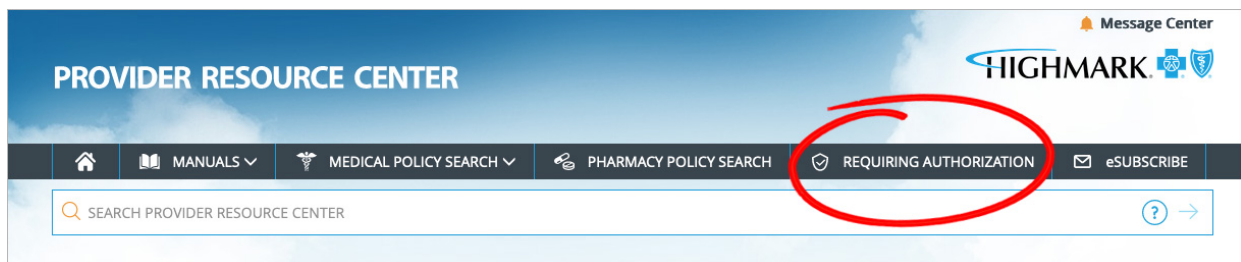 Message Center
HIGHMARK.
PROVIDER RESOURCE CENTER
MANUALS MEDICAL POLICY SEARCH PHARMACY POLICY SEARCH REQUIRING AUTHORIZATION eSUBSCRIBE
SEARCH PROVIDER RESOURCE CENTER ?